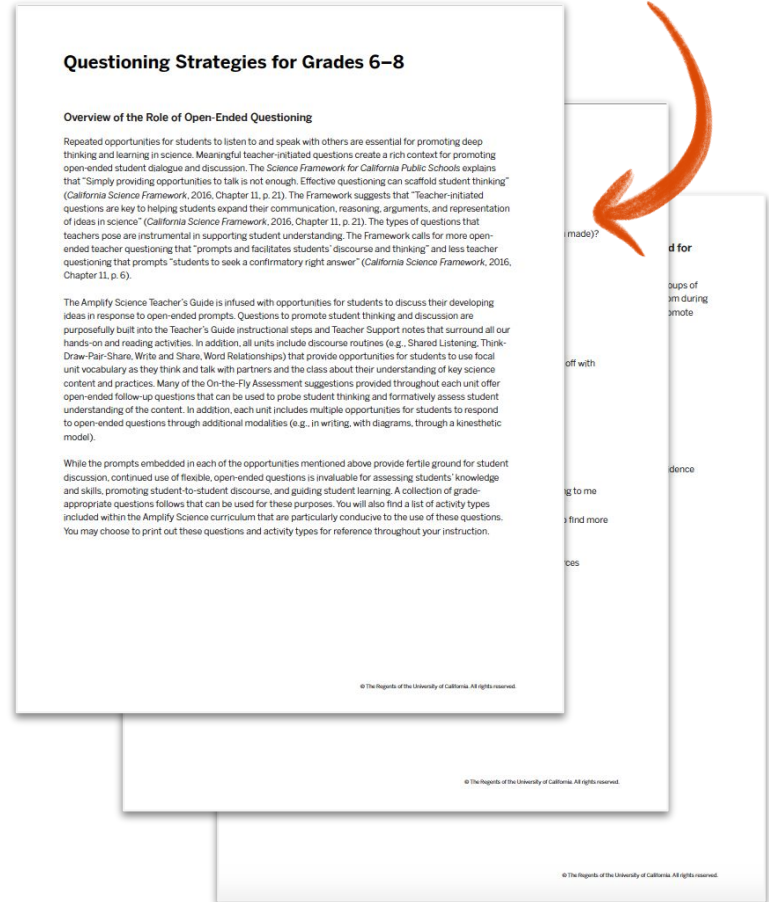 Questioning Strategies for Grades 6–8
Overview of the Role of Open-Ended Questioning
Repeated opportunities for students to listen to and speak with others are essential for promoting deep
thinking and learning in science. Meaningful teacher-initiated questions create a rich context for promoting
open-ended student dialogue and discussion. The Science Framework for California Public Schools explains
that “Simply providing opportunities to talk is not enough. Effective questioning can scaffold student thinking”
(California Science Framework, 2016, Chapter 11, p. 21). The Framework suggests that “Teacher-initiated
questions are key to helping students expand their communication, reasoning, arguments, and representation
of ideas in science” (California Science Framework, 2016, Chapter 11, p. 21). The types of questions that
teachers pose are instrumental in supporting student understanding. The Framework calls for more open-
ended teacher questioning that “prompts and facilitates students’ discourse and thinking” and less teacher
questioning that prompts “students to seek a confirmatory right answer” (California Science Framework, 2016,
Chapter 11, p. 6).
The Amplify Science Teacher’s Guide is infused with opportunities for students to discuss their developing
ideas in response to open-ended prompts. Questions to promote student thinking and discussion are
purposefully built into the Teacher’s Guide instructional steps and Teacher Support notes that surround all our
hands-on and reading activities. In addition, all units include discourse routines (e.g., Shared Listening, Think-
Draw-Pair-Share, Write and Share, Word Relationships) that provide opportunities for students to use focal
unit vocabulary as they think and talk with partners and the class about their understanding of key science
content and practices. Many of the On-the-Fly Assessment suggestions provided throughout each unit offer
open-ended follow-up questions that can be used to probe student thinking and formatively assess student
understanding of the content. In addition, each unit includes multiple opportunities for students to respond
to open-ended questions through additional modalities (e.g., in writing, with diagrams, through a kinesthetic
model).
While the prompts embedded in each of the opportunities mentioned above provide fertile ground for student
discussion, continued use of flexible, open-ended questions is invaluable for assessing students’ knowledge
and skills, promoting student-to-student discourse, and guiding student learning. A collection of grade-
appropriate questions follows that can be used for these purposes. You will also find a list of activity types
included within the Amplify Science curriculum that are particularly conducive to the use of these questions.
You may choose to print out these questions and activity types for reference throughout your instruction.
© The Regents of the University of California. All rights reserved.
made)?
off with
to me
find more
© The Regents of the University of California. All rights reserved.
for
of
during
© The Regents of the University of California. All rights reserved.